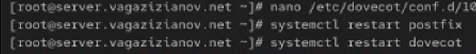 [root@server.vagazizianov.net ~]# nano /etc/dovecot/conf.d/10
[root@server.vagazizianov.net ~]# systemctl restart postfix
[root@server.vagazizianov.net ~]# systemctl restart dovecot